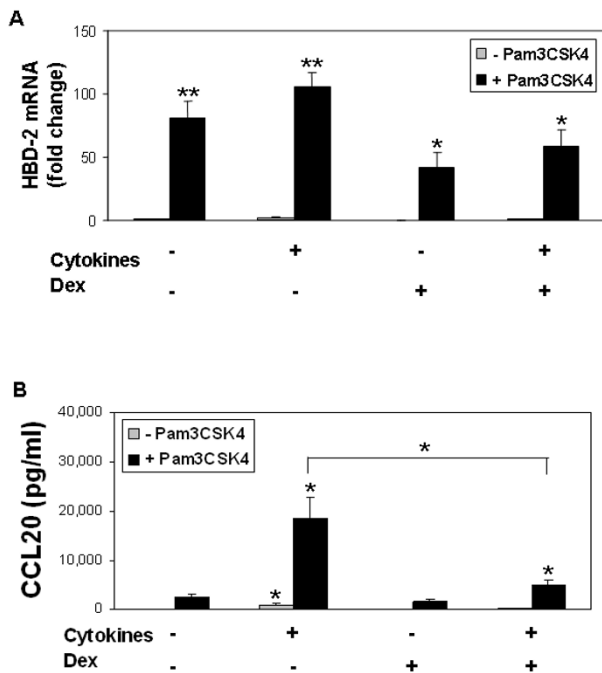 A
150
100
50
0
HBD-2 mRNA
(fold change)
- Pam3CSK4
+ Pam3CSK4
** ** * *
Cytokines - + - +
Dex - - + +
B
40,000
30,000
20,000
10,000
0
CCL20 (pg/ml)
- Pam3CSK4
+ Pam3CSK4
*
*
* *
Cytokines - + - +
Dex - - + +